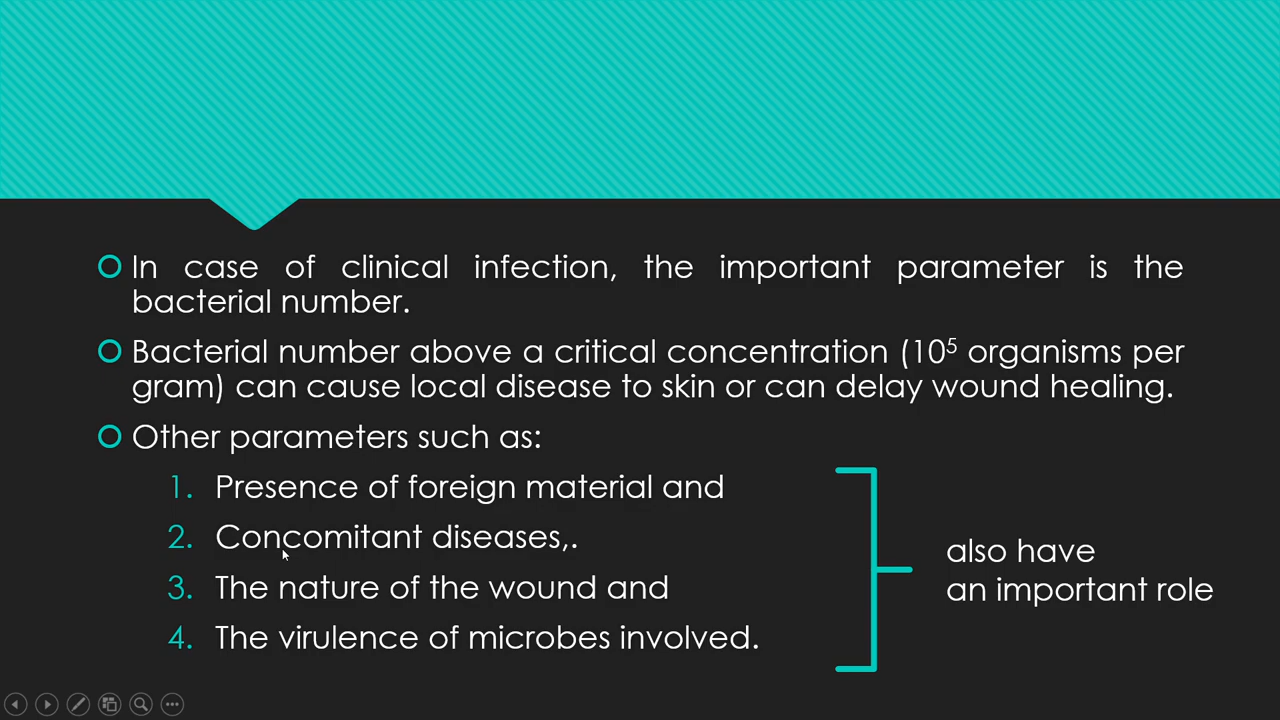 In case of clinical infection, the important parameter is the
bacterial number.
Bacterial number above a critical concentration (10⁵ organisms per
gram) can cause local disease to skin or can delay wound healing.
Other parameters such as:
1. Presence of foreign material and
2. Concomitant diseases,.
3. The nature of the wound and
4. The virulence of microbes involved.
also have
an important role